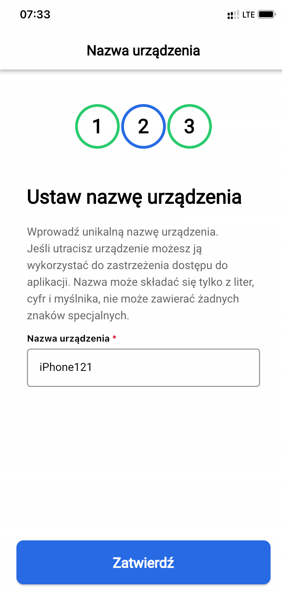 07:33
LTE
Nazwa urządzenia
1 2 3
Ustaw nazwę urządzenia
Wprowadź unikalną nazwę urządzenia.
Jeśli utracisz urządzenie możesz ją
wykorzystać do zastrzeżenia dostępu do
aplikacji. Nazwa może składać się tylko z liter,
cyfr i myślnika, nie może zawierać żadnych
znaków specjalnych.
Nazwa urządzenia *
iPhone121
Zatwierdź